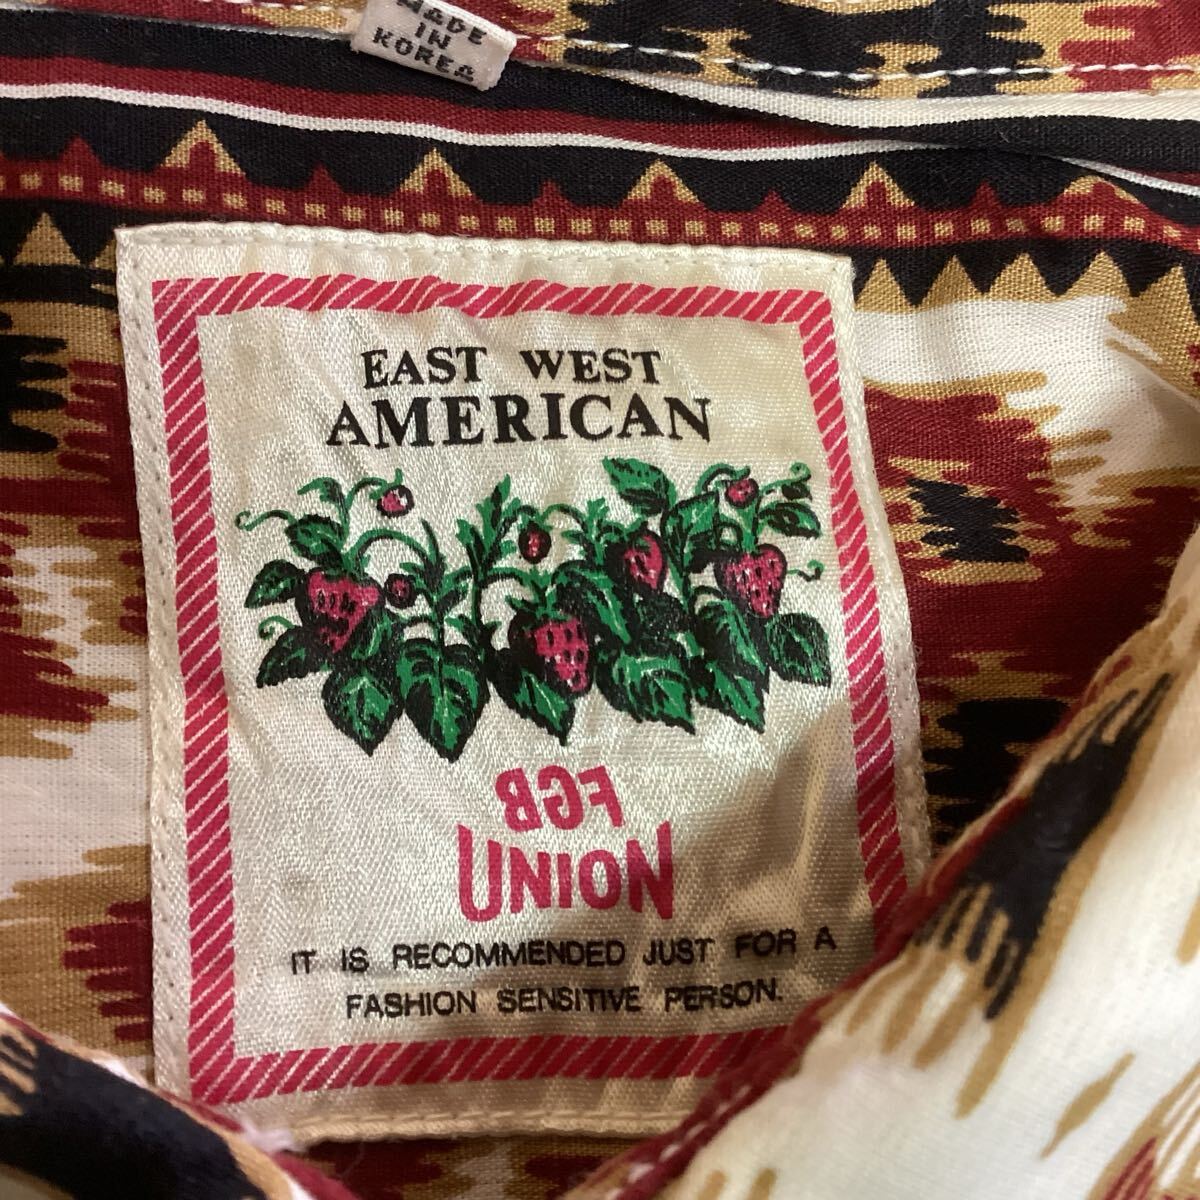 MADE
IN
KOREA
EAST WEST
AMERICAN
FGB
UNION
IT IS RECOMMENDED JUST FOR A
FASHION SENSITIVE PERSON.